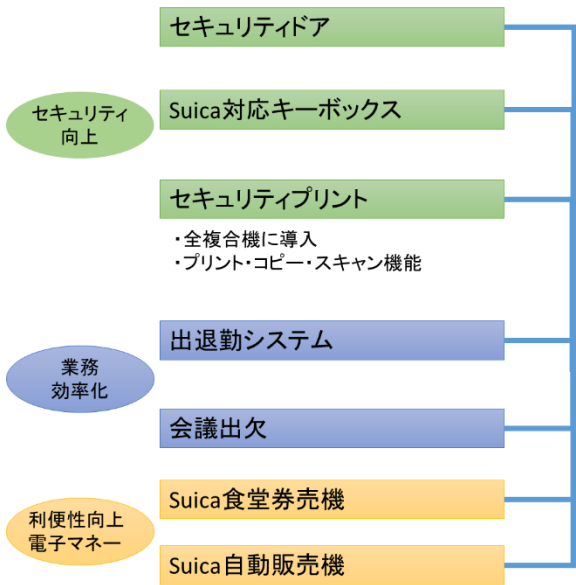 セキュリティドア
セキュリティ
向上
Suica対応キーボックス
セキュリティプリント
・全複合機に導入
・プリント・コピー・スキャン機能
業務
効率化
出退勤システム
会議出欠
利便性向上
電子マネー
Suica食堂券売機
Suica自動販売機